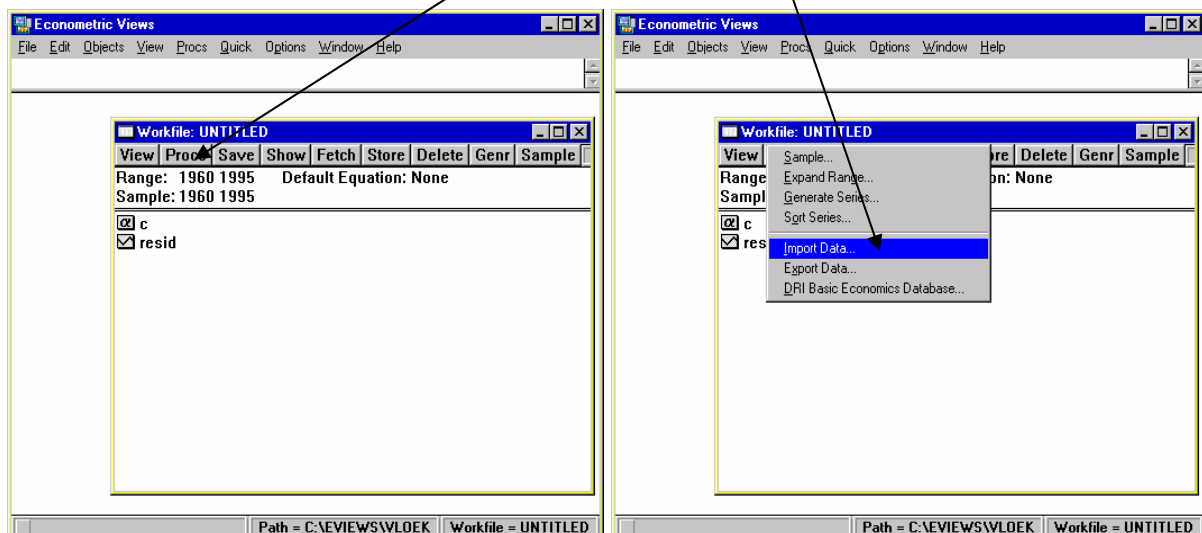 Econometric Views
File Edit Objects View Procs Quick Options Window Help
Workfile: UNTITLED
View Procs Save Show Fetch Store Delete Genr Sample
Range: 1960 1995 Default Equation: None
Sample: 1960 1995
c
resid
Path = C:\EVIEWS\VLOEK Workfile = UNTITLED
Econometric Views
File Edit Objects View Procs Quick Options Window Help
Workfile: UNTITLED
View ore Delete Genr Sample
Range on: None
Sampl
c
res
Sample...
Expand Range...
Generate Series...
Sort Series...
Import Data...
Export Data...
DRI Basic Economics Database...
Path = C:\EVIEWS\VLOEK Workfile = UNTITLED